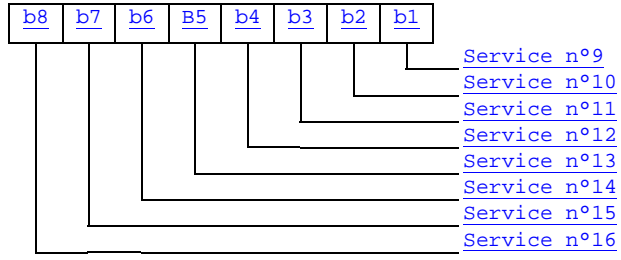 b8 b7 b6 B5 b4 b3 b2 b1
Service n°9
Service n°10
Service n°11
Service n°12
Service n°13
Service n°14
Service n°15
Service n°16